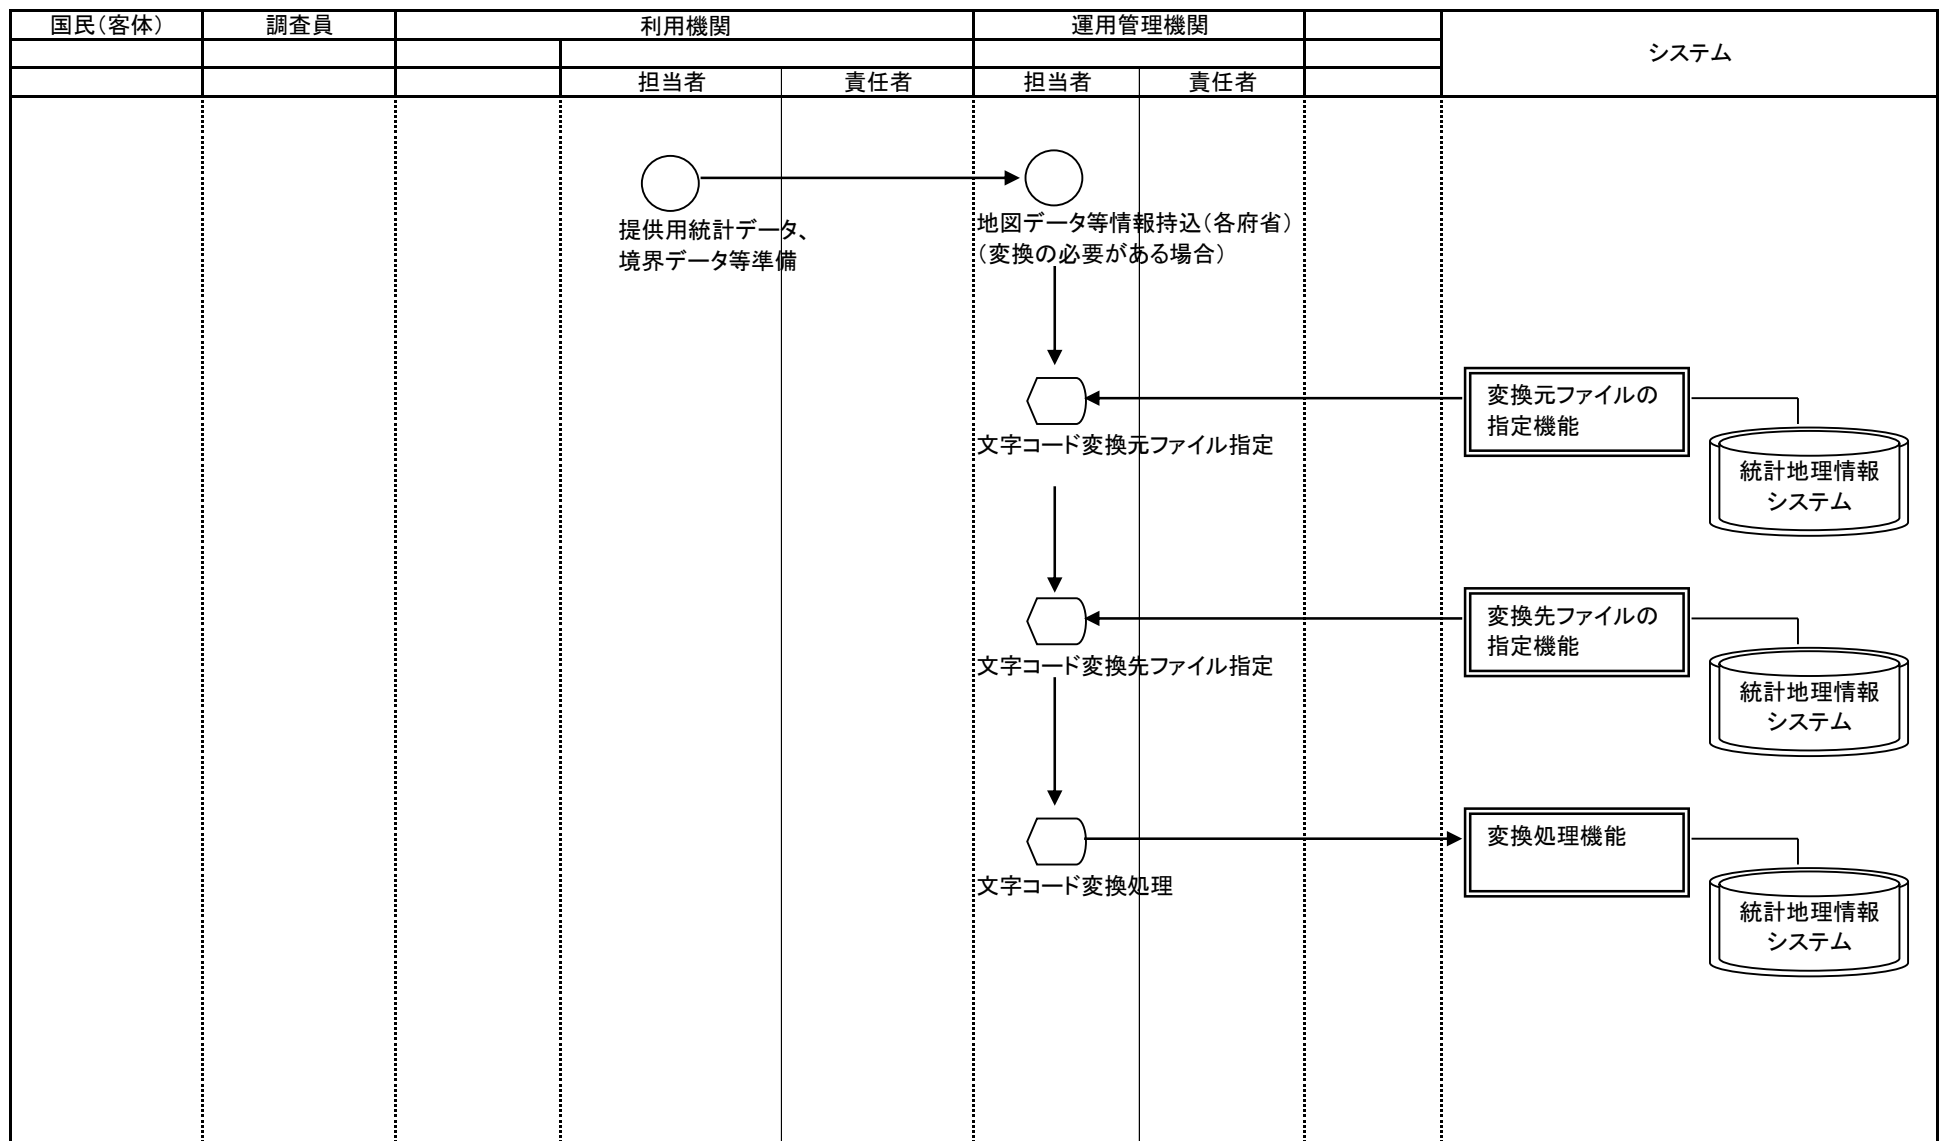 国民（客体）
調査員
利用機関
運用管理機関
システム
担当者
責任者
担当者
責任者
提供用統計データ、
境界データ等準備
地図データ等情報持込（各府省）
（変換の必要がある場合）
文字コード変換元ファイル指定
変換元ファイルの
指定機能
統計地理情報
システム
文字コード変換先ファイル指定
変換先ファイルの
指定機能
統計地理情報
システム
文字コード変換処理
変換処理機能
統計地理情報
システム